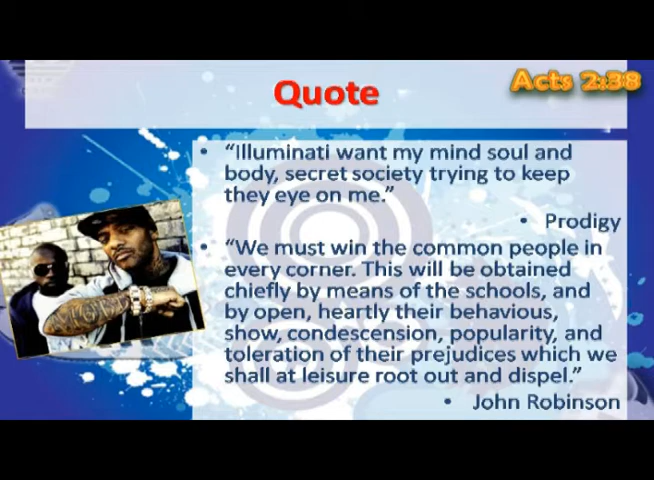 Acts 2:38
Quote
• “Illuminati want my mind soul and
body, secret society trying to keep
they eye on me.”
• Prodigy
• “We must win the common people in
every corner. This will be obtained
chiefly by means of the schools, and
by open, heartly their behavious,
show, condescension, popularity, and
toleration of their prejudices which we
shall at leisure root out and dispel.”
• John Robinson